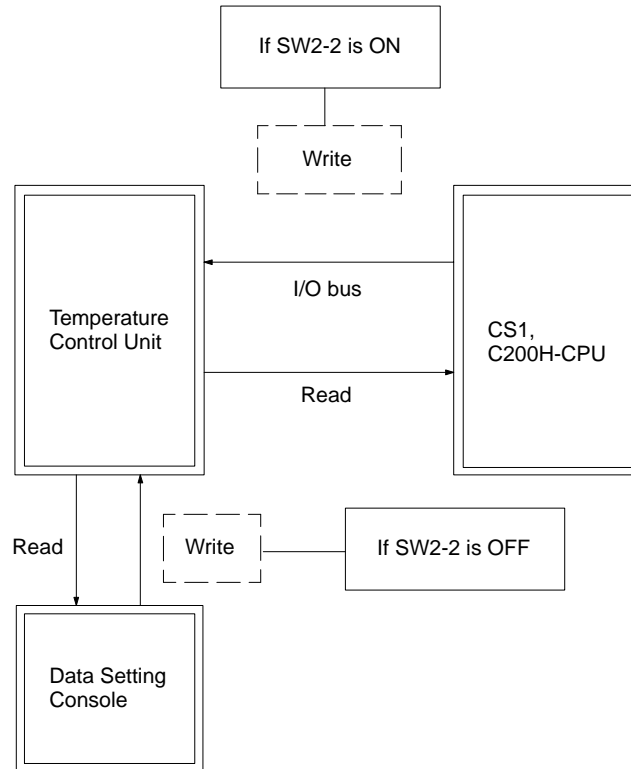 If SW2-2 is ON
Write
I/O bus
Temperature
Control Unit
CS1,
C200H-CPU
Read
Read
Write
If SW2-2 is OFF
Data Setting
Console